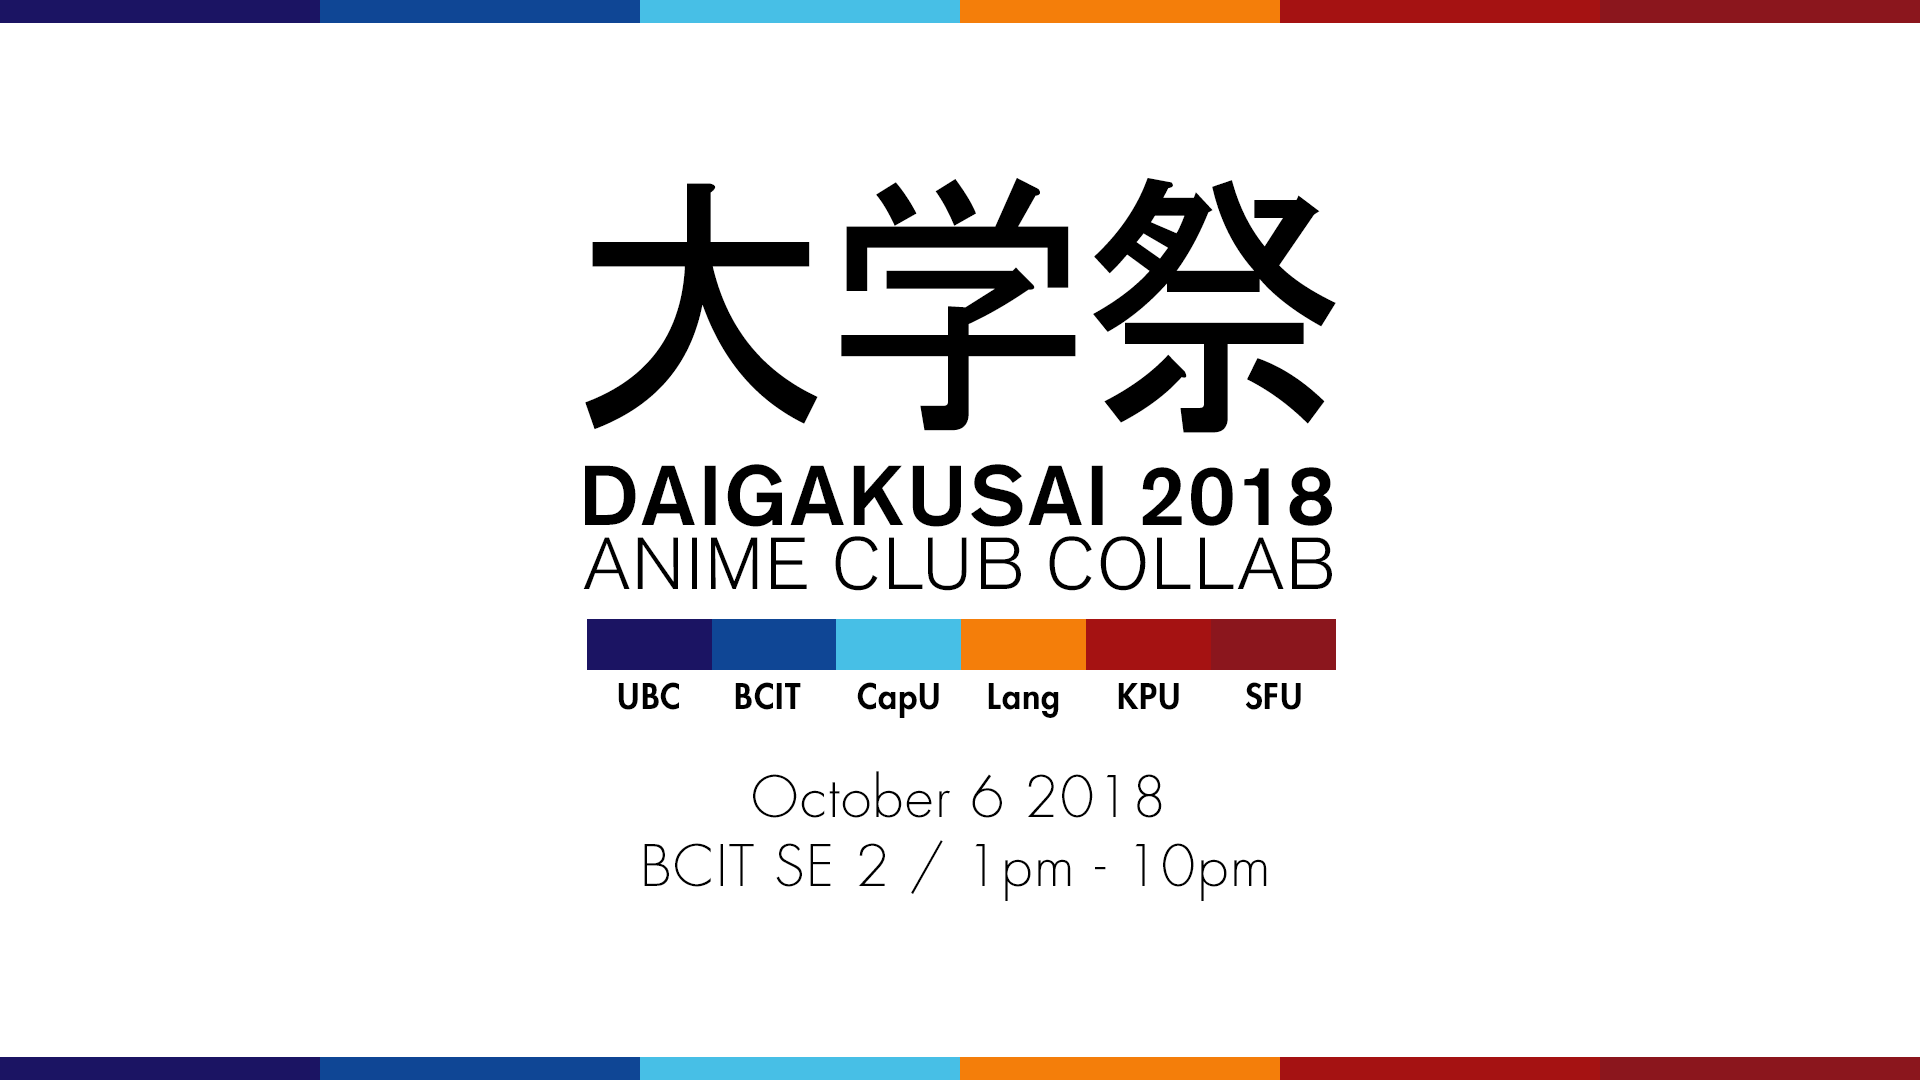 大学祭
DAIGAKUSAI 2018
ANIME CLUB COLLAB
UBC BCIT CapU Lang KPU SFU
October 6 2018
BCIT SE 2 / 1pm - 10pm